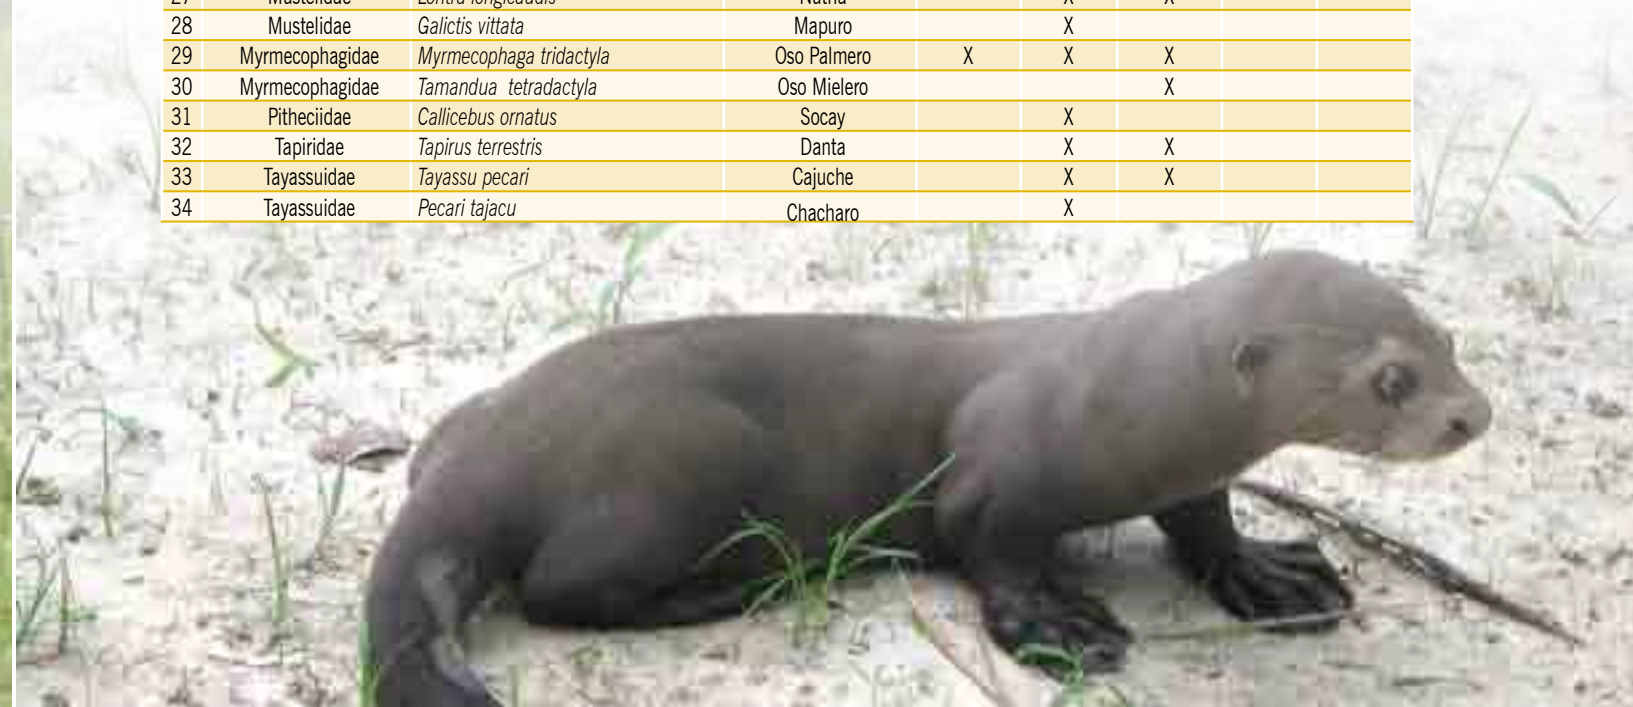 28 Mustelidae Galictis vittata Mapuro X
29 Myrmecophagidae Myrmecophaga tridactyla Oso Palmero X X X
30 Myrmecophagidae Tamandua tetradactyla Oso Mielero X
31 Pitheciidae Callicebus ornatus Socay X
32 Tapiridae Tapirus terrestris Danta X X
33 Tayassuidae Tayassu pecari Cajuche X X
34 Tayassuidae Pecari tajacu Chacharo X